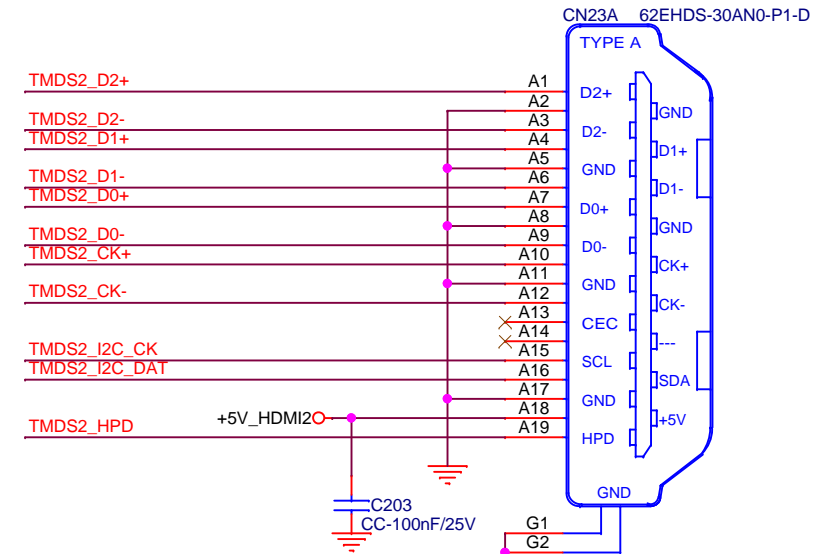 CN23A 62EHDS-30AN0-P1-D
TYPE A
TMDS2_D2+ A1 D2+
A2 GND
TMDS2_D2- A3 D2-
TMDS2_D1+ A4 D1+
A5 GND
TMDS2_D1- A6 D1-
TMDS2_D0+ A7 D0+
A8 GND
TMDS2_D0- A9 D0-
TMDS2_CK+ A10 CK+
A11 GND
TMDS2_CK- A12 CK-
A13 CEC
A14 ---
TMDS2_I2C_CK A15 SCL
TMDS2_I2C_DAT A16 SDA
A17 GND
+5V_HDMI2 A18 +5V
TMDS2_HPD A19 HPD
GND
C203
CC-100nF/25V
G1
G2